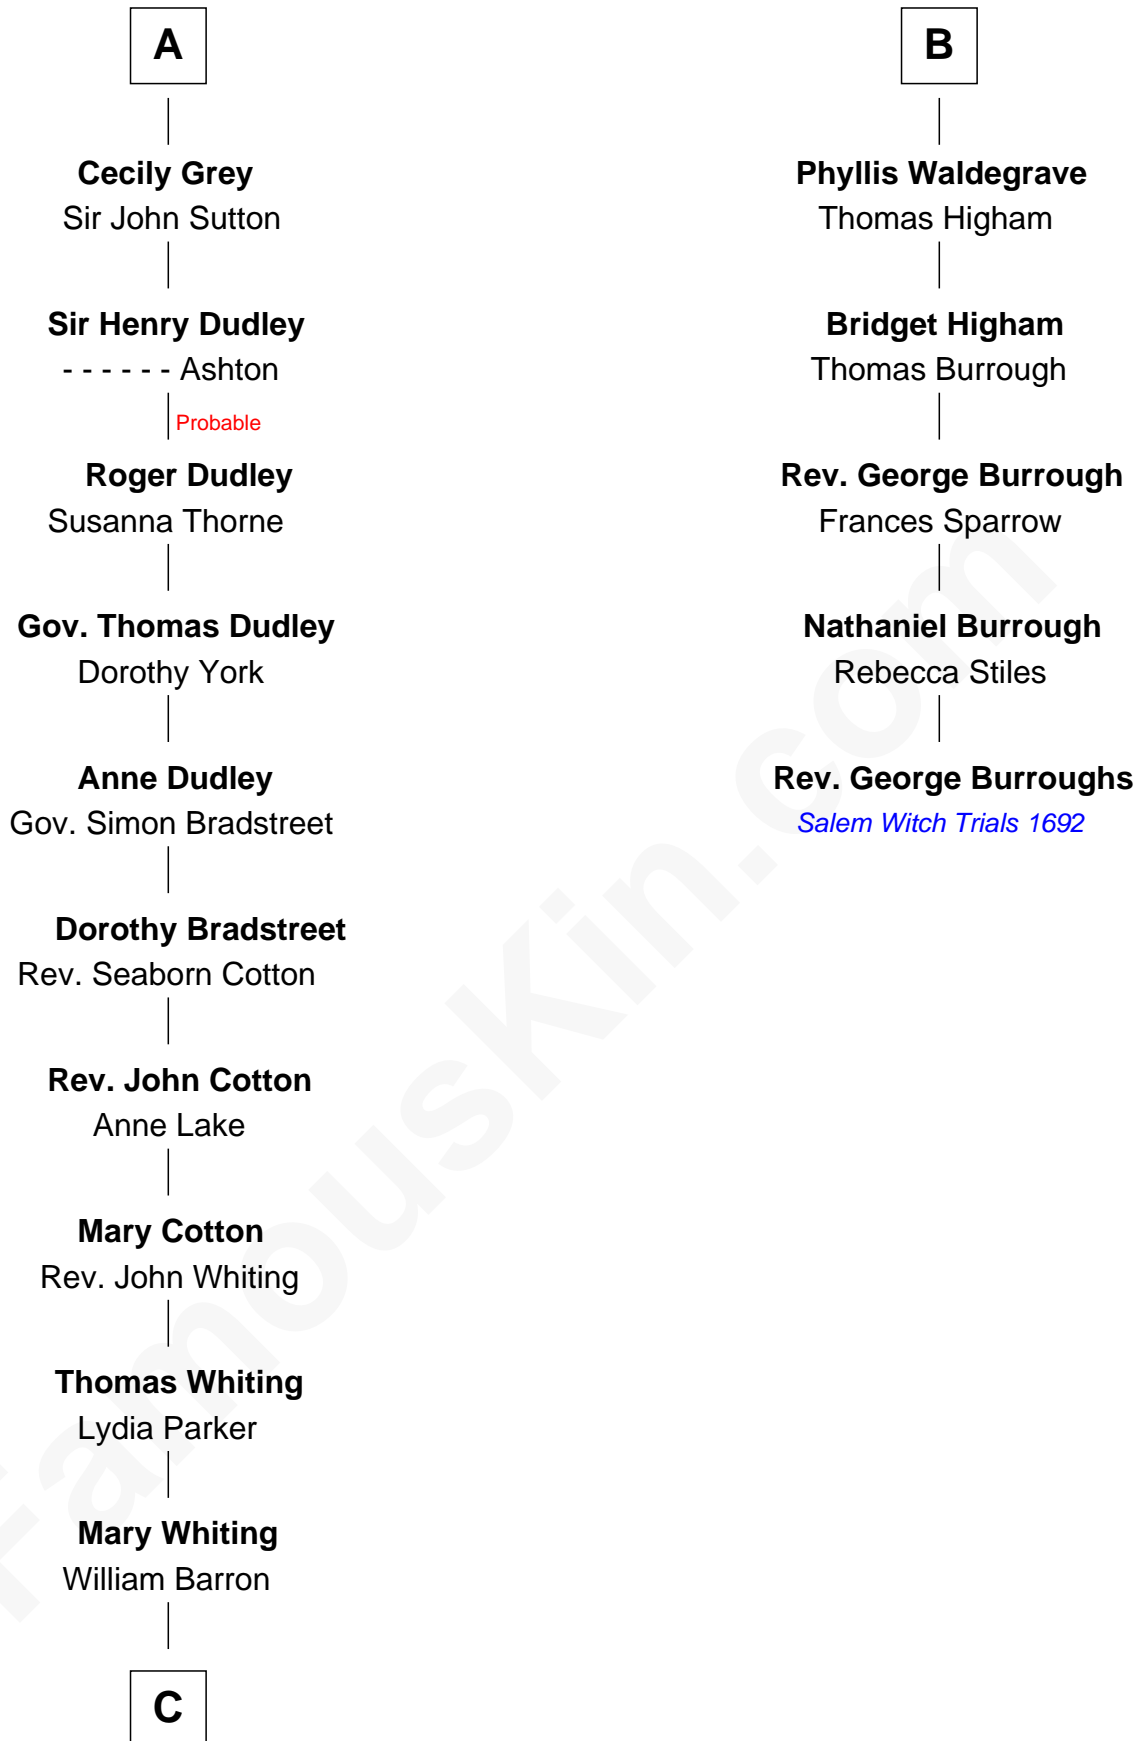 A
Cecily Grey
Sir John Sutton
Sir Henry Dudley
- - - - - - Ashton
Probable
Roger Dudley
Susanna Thorne
Gov. Thomas Dudley
Dorothy York
Anne Dudley
Gov. Simon Bradstreet
Dorothy Bradstreet
Rev. Seaborn Cotton
Rev. John Cotton
Anne Lake
Mary Cotton
Rev. John Whiting
Thomas Whiting
Lydia Parker
Mary Whiting
William Barron
C
B
Phyllis Waldegrave
Thomas Higham
Bridget Higham
Thomas Burrough
Rev. George Burrough
Frances Sparrow
Nathaniel Burrough
Rebecca Stiles
Rev. George Burroughs
Salem Witch Trials 1692
FamousKin.com